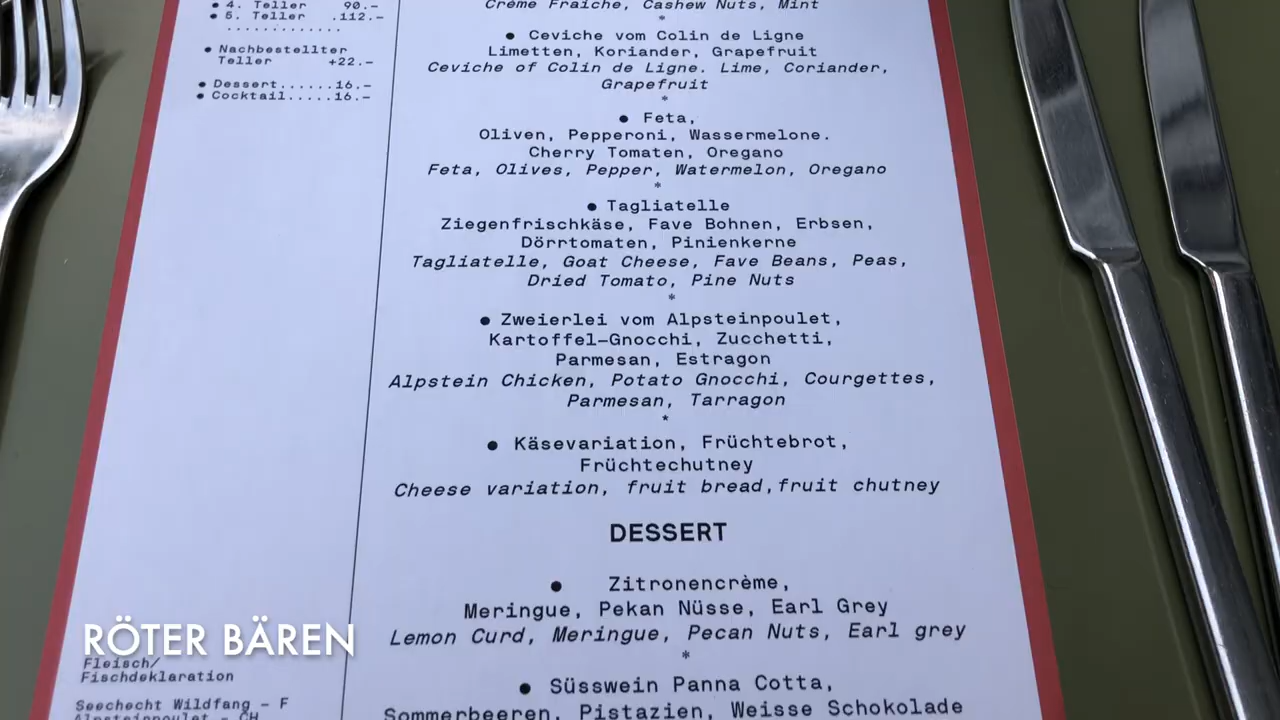 ● 4. Teller 90.–
● 5. Teller .112.–
.............
● Nachbestellter
Teller +22.–
● Dessert......16.–
● Cocktail.....16.–
Crème Fraîche, Cashew Nuts, Mint
*
● Ceviche vom Colin de Ligne
Limetten, Koriander, Grapefruit
Ceviche of Colin de Ligne. Lime, Coriander,
Grapefruit
*
● Feta,
Oliven, Pepperoni, Wassermelone.
Cherry Tomaten, Oregano
Feta, Olives, Pepper, Watermelon, Oregano
*
● Tagliatelle
Ziegenfrischkäse, Fave Bohnen, Erbsen,
Dörrtomaten, Pinienkerne
Tagliatelle, Goat Cheese, Fave Beans, Peas,
Dried Tomato, Pine Nuts
*
● Zweierlei vom Alpsteinpoulet,
Kartoffel–Gnocchi, Zucchetti,
Parmesan, Estragon
Alpstein Chicken, Potato Gnocchi, Courgettes,
Parmesan, Tarragon
*
● Käsevariation, Früchtebrot,
Früchtechutney
Cheese variation, fruit bread,fruit chutney
DESSERT
● Zitronencrème,
Meringue, Pekan Nüsse, Earl Grey
Lemon Curd, Meringue, Pecan Nuts, Earl grey
*
● Süsswein Panna Cotta,
Sommerbeeren, Pistazien, Weisse Schokolade
RÖTER BÄREN
Fleisch/
Fischdeklaration
Seehecht Wildfang – F
Alpsteinpoulet – CH